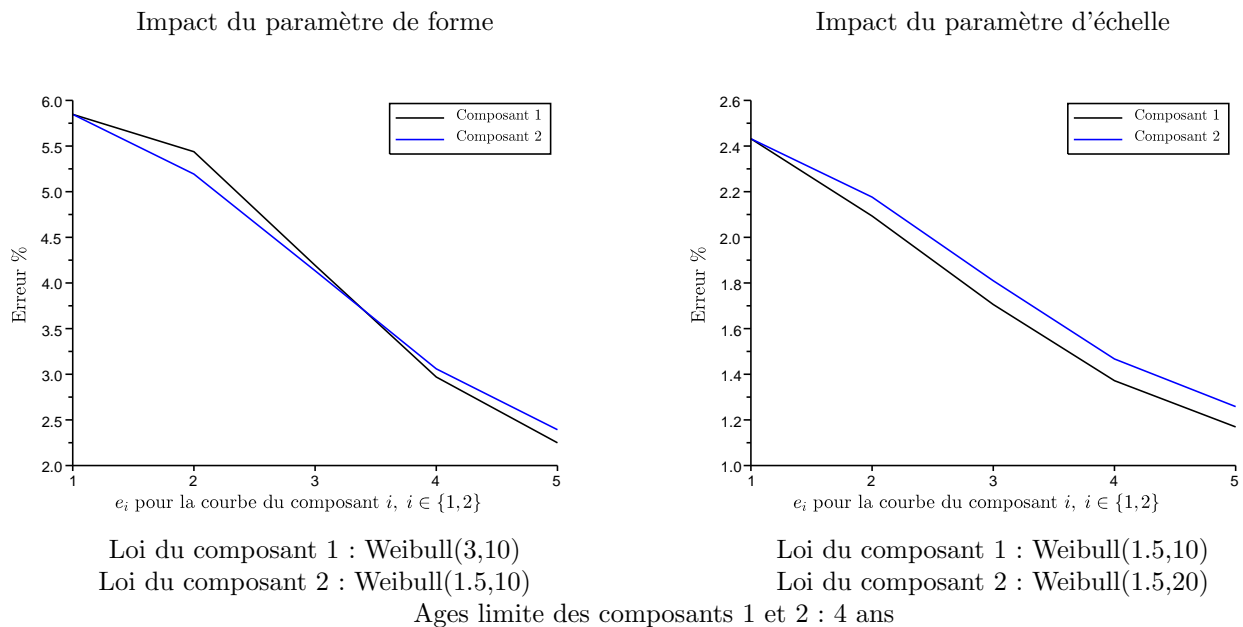 Impact du paramètre de forme
6.0
5.5
5.0
4.5
4.0
3.5
3.0
2.5
2.0
Erreur %
Composant 1
Composant 2
1 2 3 4 5
e_i pour la courbe du composant i, i ∈ {1,2}
Loi du composant 1 : Weibull(3,10)
Loi du composant 2 : Weibull(1.5,10)
Impact du paramètre d'échelle
2.6
2.4
2.2
2.0
1.8
1.6
1.4
1.2
1.0
Erreur %
Composant 1
Composant 2
1 2 3 4 5
e_i pour la courbe du composant i, i ∈ {1,2}
Loi du composant 1 : Weibull(1.5,10)
Loi du composant 2 : Weibull(1.5,20)
Ages limite des composants 1 et 2 : 4 ans